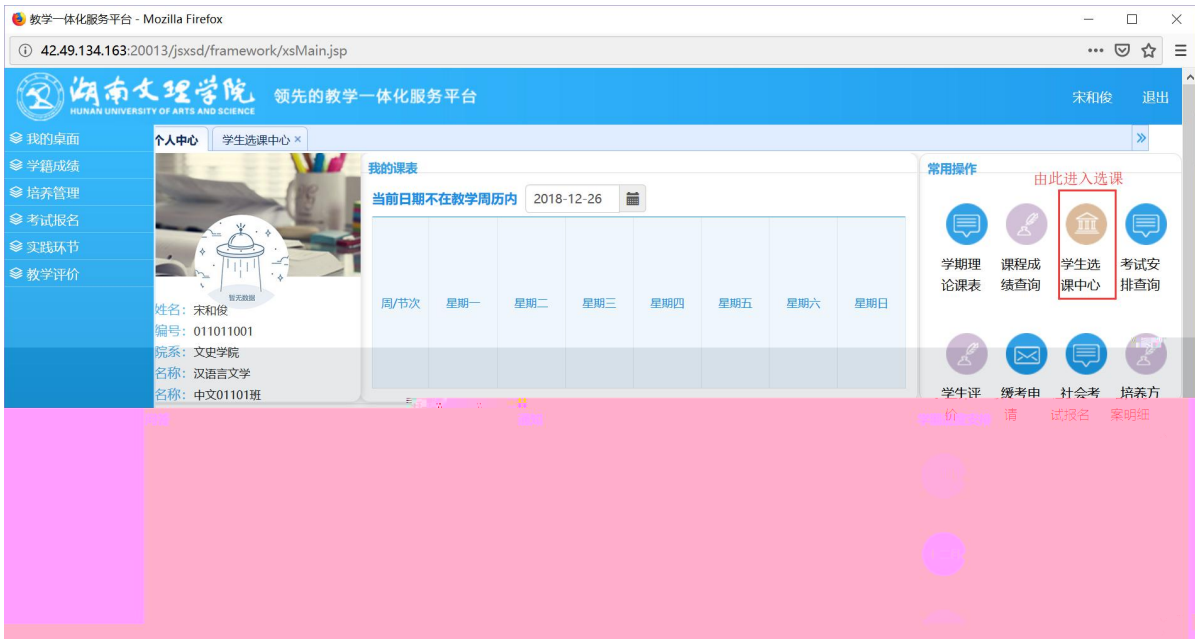 教学一体化服务平台 - Mozilla Firefox
42.49.134.163:20013/jsxsd/framework/xsMain.jsp
湖南文理学院
HUNAN UNIVERSITY OF ARTS AND SCIENCE
领先的教学一体化服务平台
宋和俊 退出
我的桌面
学籍成绩
培养管理
考试报名
实践环节
教学评价
个人中心 学生选课中心 ×
暂无数据
姓名：宋和俊
编号：011011001
院系：文史学院
名称：汉语言文学
名称：中文01101班
我的课表
当前日期不在教学周历内 2018-12-26
周/节次 星期一 星期二 星期三 星期四 星期五 星期六 星期日
常用操作
由此进入选课
学期理论课表
课程成绩查询
学生选课中心
考试安排查询
学生评价
缓考申请
社会考试报名
培养方案明细